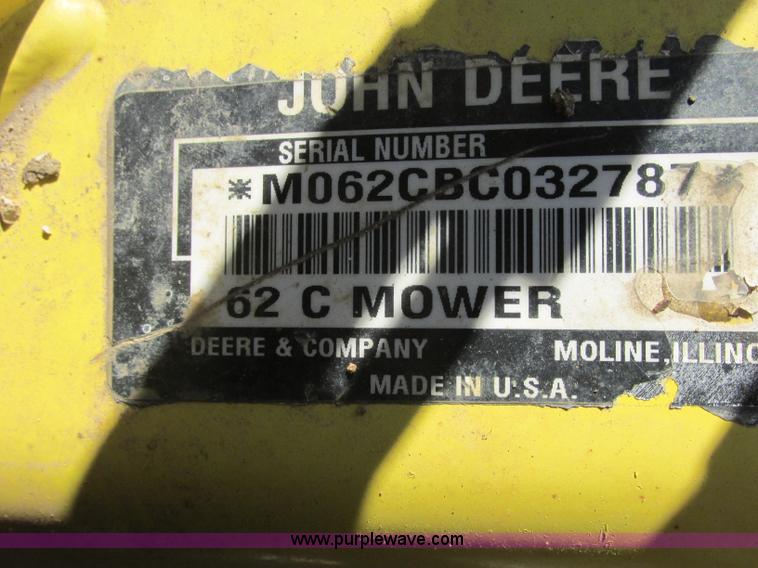 JOHN DEERE
SERIAL NUMBER
*M062CBC032787*
62 C MOWER
DEERE & COMPANY MOLINE, ILLINO
MADE IN U.S.A.
www.purplewave.com